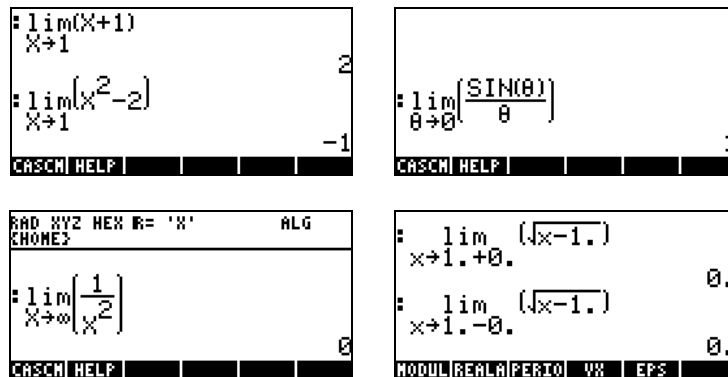 :lim(X+1)
X→1
2
:lim(X²-2)
X→1
-1
CASCM HELP
:lim(SIN(θ)/θ)
θ→0
1
CASCM HELP
RAD XYZ HEX R= 'X' ALG
{HOME}
:lim(1/X²)
X→∞
0
CASCM HELP
: lim (√x-1.)
x→1.+0.
0.
: lim (√x-1.)
x→1.-0.
0.
MODUL REALA PERIO VX EPS